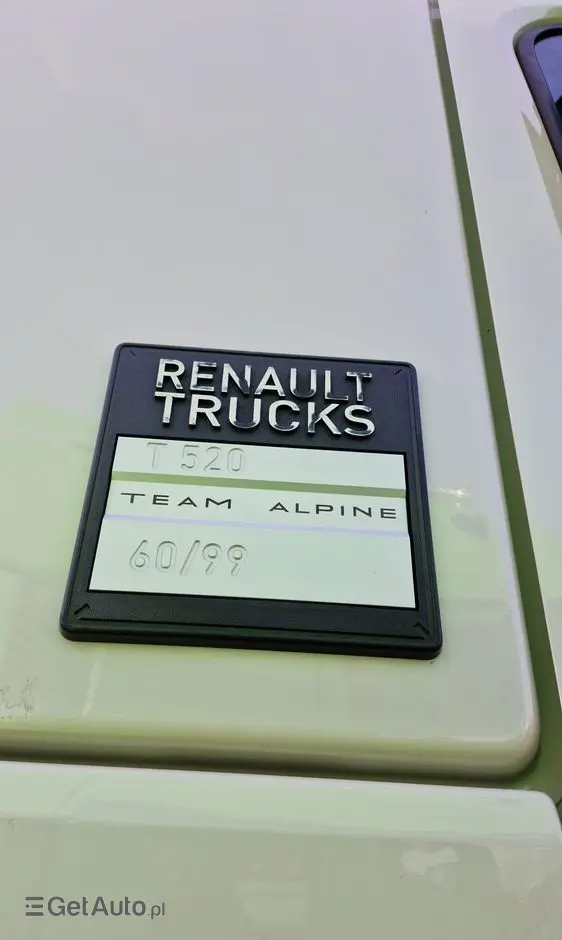 RENAULT
TRUCKS
T 520
TEAM ALPINE
60/99
GetAuto.pl